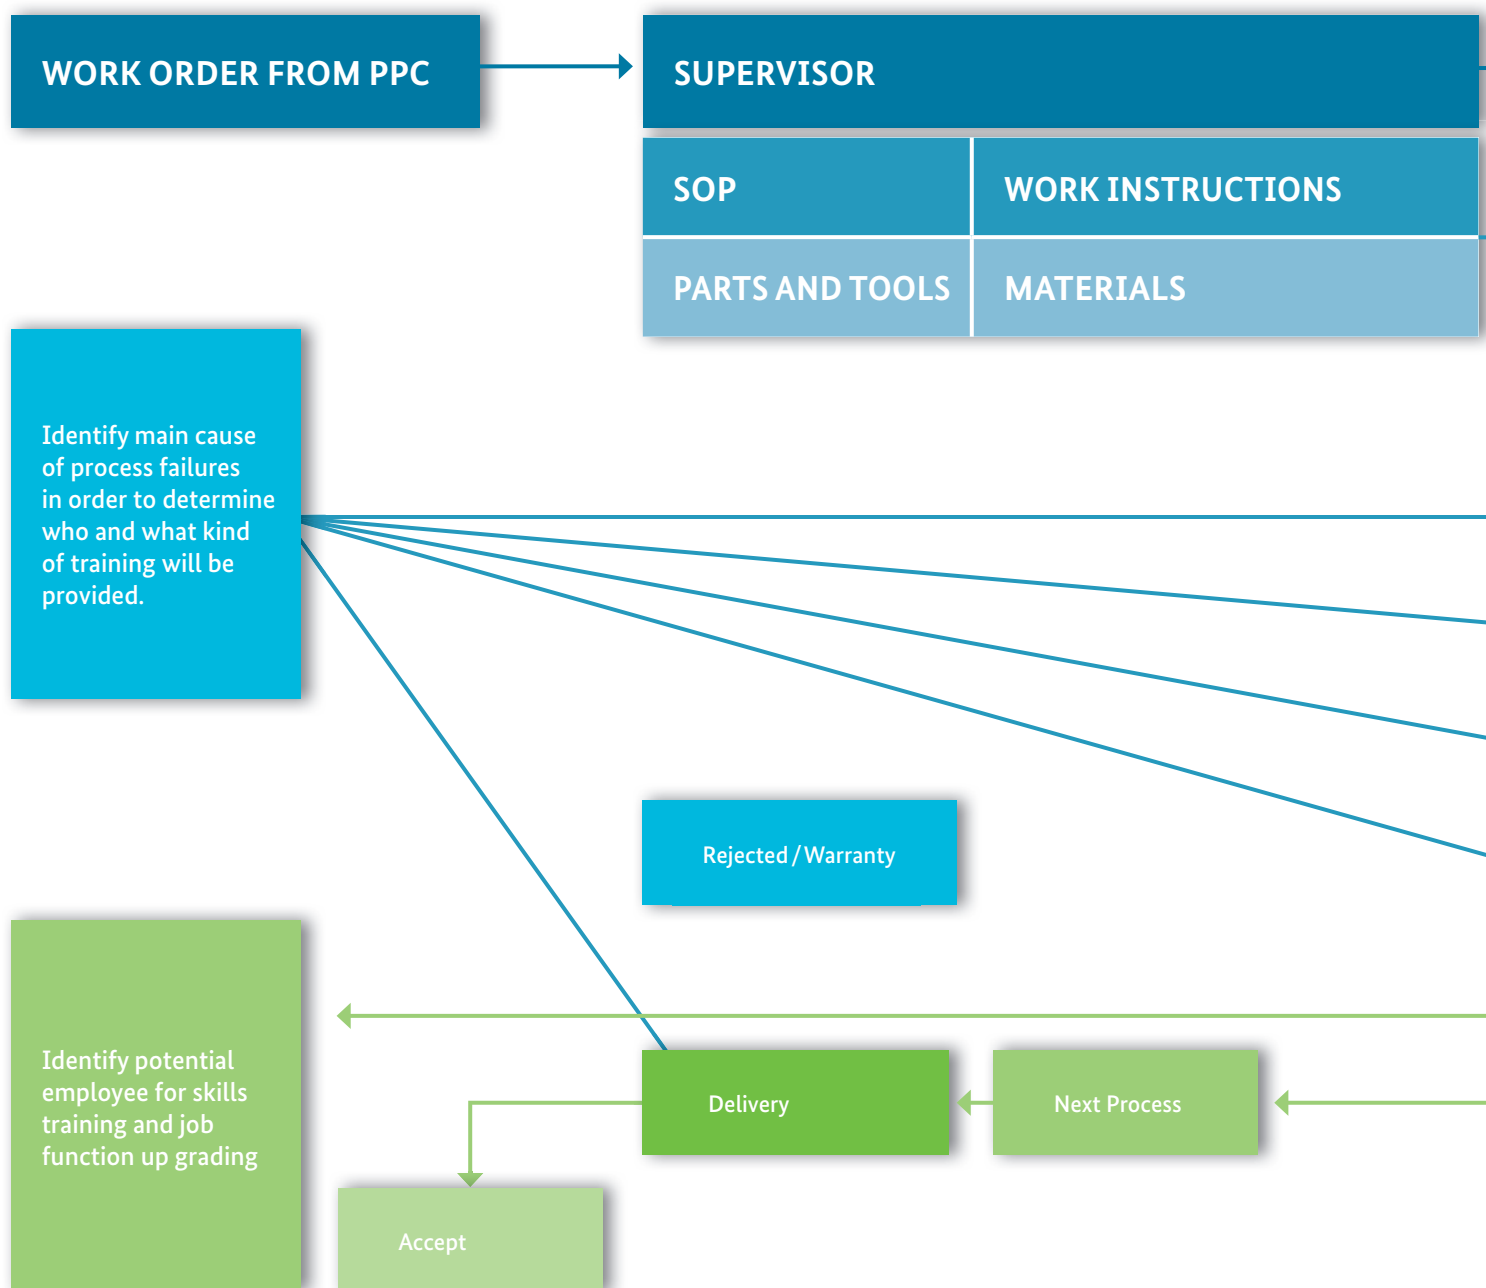 WORK ORDER FROM PPC
SUPERVISOR
SOP
WORK INSTRUCTIONS
PARTS AND TOOLS
MATERIALS
Identify main cause
of process failures
in order to determine
who and what kind
of training will be
provided.
Rejected / Warranty
Identify potential
employee for skills
training and job
function up grading
Delivery
Next Process
Accept